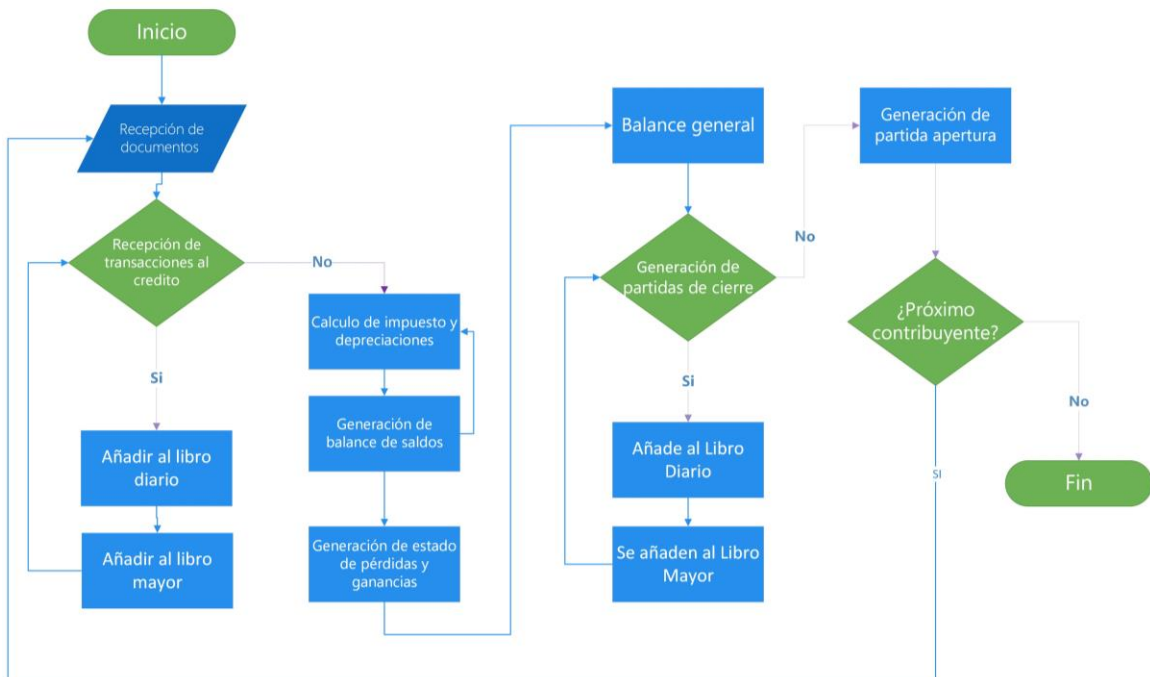 Inicio
Recepción de
documentos
Recepción de
transacciones al
credito
No
Si
Añadir al libro
diario
Añadir al libro
mayor
Calculo de impuesto y
depreciaciones
Generación de
balance de saldos
Generación de estado
de pérdidas y
ganancias
Balance general
Generación de
partidas de cierre
No
Si
Añade al Libro
Diario
Se añaden al Libro
Mayor
Generación de
partida apertura
¿Próximo
contribuyente?
No
SI
Fin